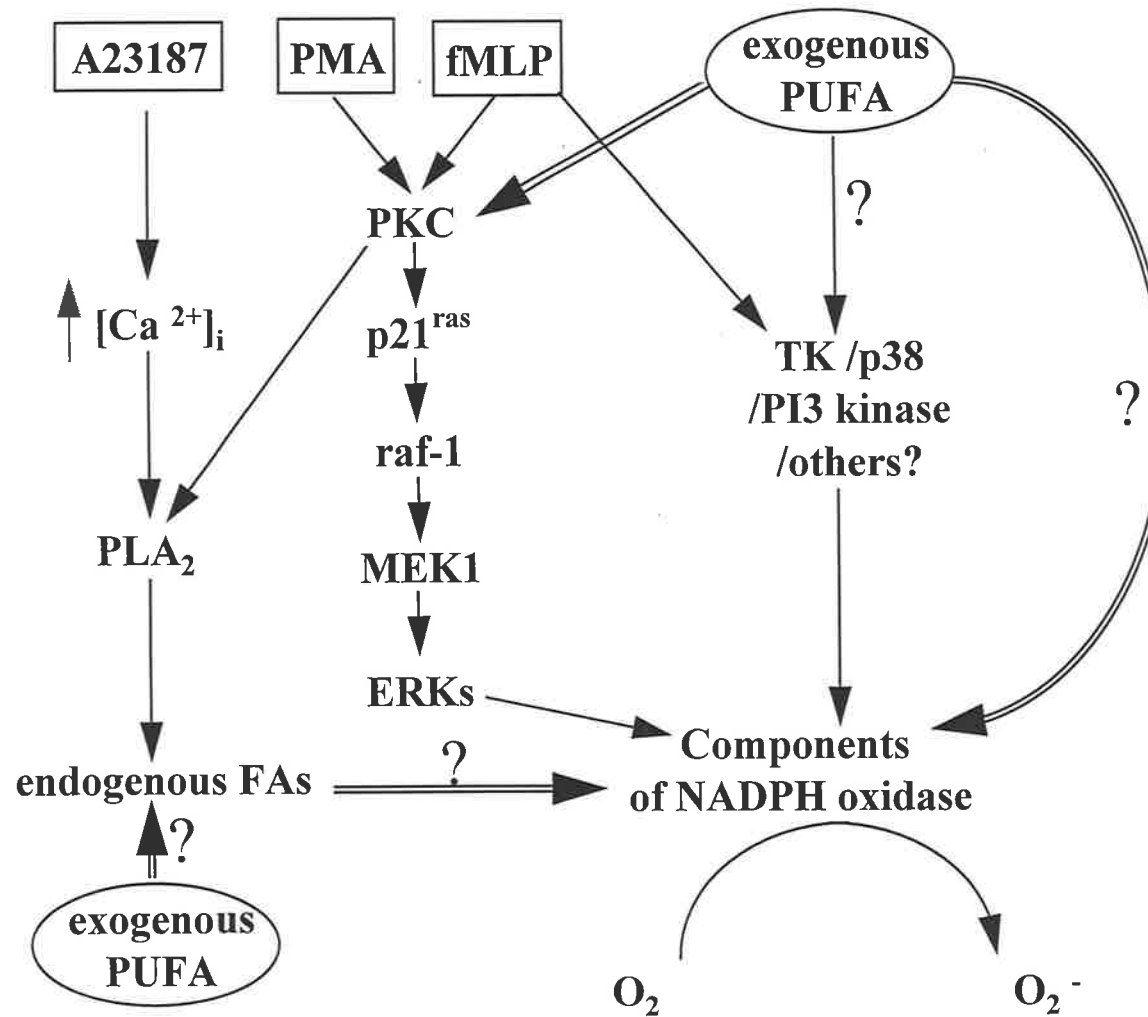 A23187
PMA
fMLP
exogenous
PUFA
PKC
?
[Ca 2+]i
p21ras
TK /p38
/PI3 kinase
/others?
?
raf-1
PLA2
MEK1
ERKs
Components
of NADPH oxidase
endogenous FAs
?
?
exogenous
PUFA
O2
O2 -